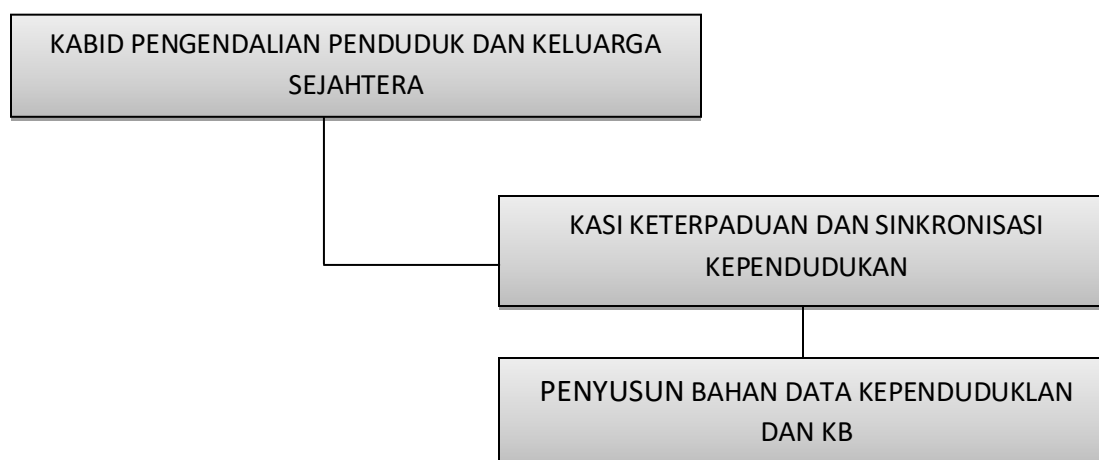 KABID PENGENDALIAN PENDUDUK DAN KELUARGA
SEJAHTERA
KASI KETERPADUAN DAN SINKRONISASI
KEPENDUDUKAN
PENYUSUN BAHAN DATA KEPENDUDUKLAN
DAN KB